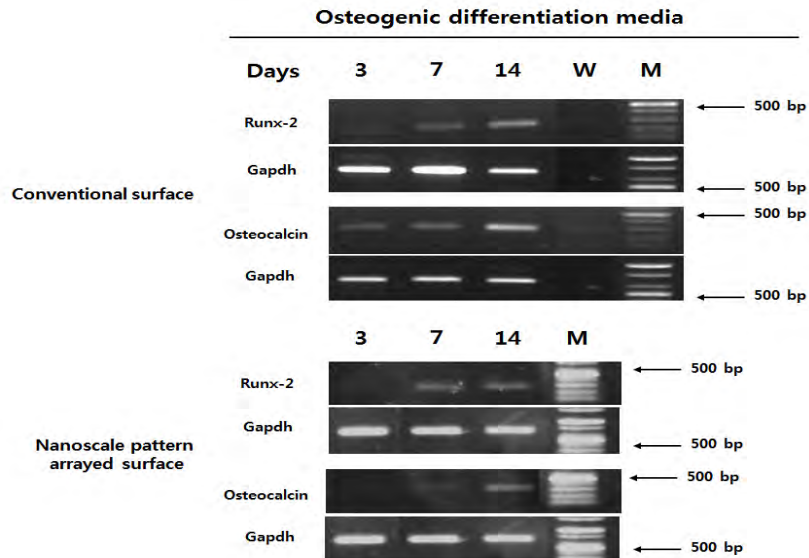 Osteogenic differentiation media
Days 3 7 14 W M
Runx-2
500 bp
Gapdh
500 bp
Conventional surface
Osteocalcin
500 bp
Gapdh
500 bp
3 7 14 M
Runx-2
500 bp
Gapdh
500 bp
Nanoscale pattern
arrayed surface
Osteocalcin
500 bp
Gapdh
500 bp